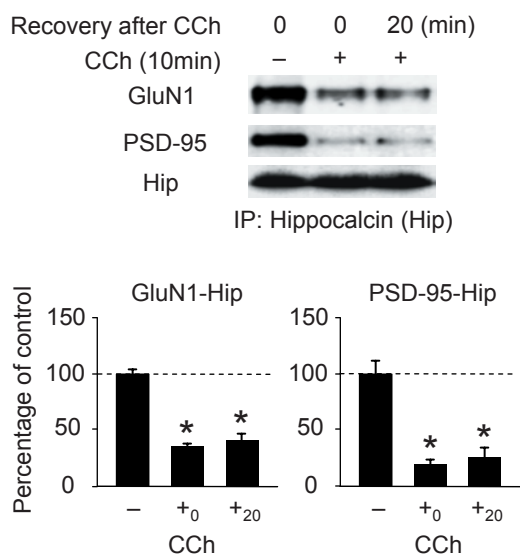 Recovery after CCh 0 0 20 (min)
CCh (10min) – + +
GluN1
PSD-95
Hip
IP: Hippocalcin (Hip)
GluN1-Hip PSD-95-Hip
Percentage of control
150 150
100 100
* * * *
50 50
0 0
– +0 +20 – +0 +20
CCh CCh